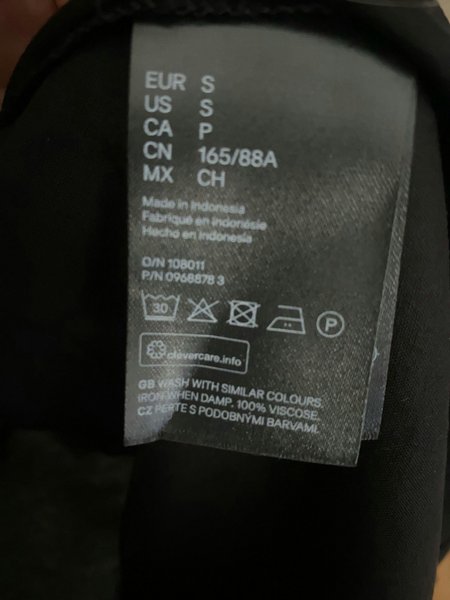 EUR S
US S
CA P
CN 165/88A
MX CH
Made in Indonesia
Fabriqué en Indonésie
Hecho en Indonesia
O/N 108011
P/N 0968878 3
30
P
clevercare.info
GB WASH WITH SIMILAR COLOURS.
IRON WHEN DAMP. 100% VISCOSE.
CZ PERTE S PODOBNÝMI BARVAMI.